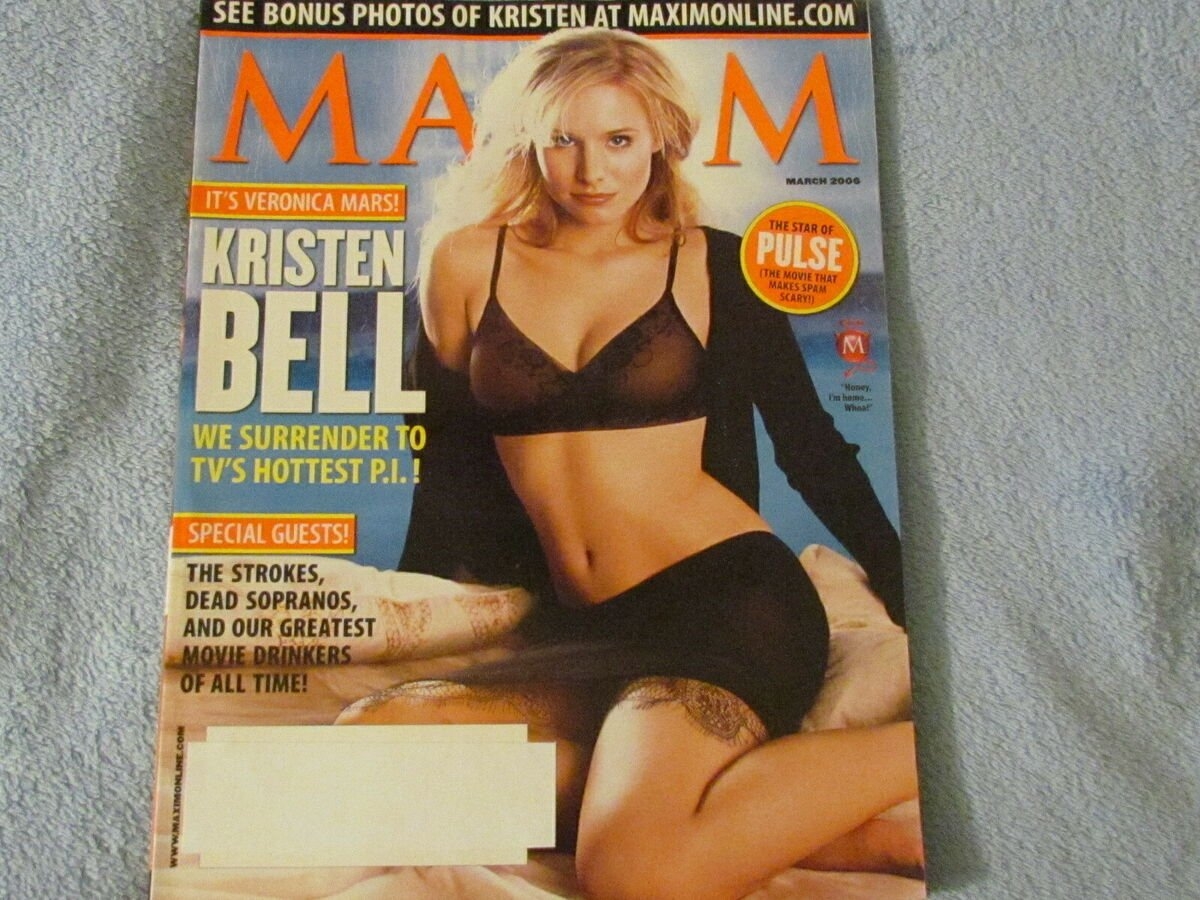 SEE BONUS PHOTOS OF KRISTEN AT MAXIMONLINE.COM
MAXIM
MARCH 2006
IT'S VERONICA MARS!
KRISTEN
BELL
WE SURRENDER TO
TV'S HOTTEST P.I.!
THE STAR OF
PULSE
(THE MOVIE THAT
MAKES SPAM
SCARY!)
M
"Honey,
I'm home...
Whoa!"
SPECIAL GUESTS!
THE STROKES,
DEAD SOPRANOS,
AND OUR GREATEST
MOVIE DRINKERS
OF ALL TIME!
WWW.MAXIMONLINE.COM